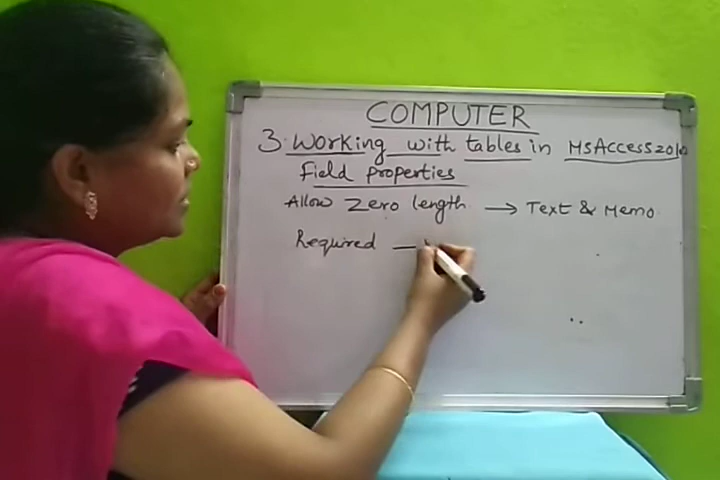 COMPUTER
3. Working with tables in MSAccess2010
Field properties
Allow Zero length → Text & Memo.
Required —